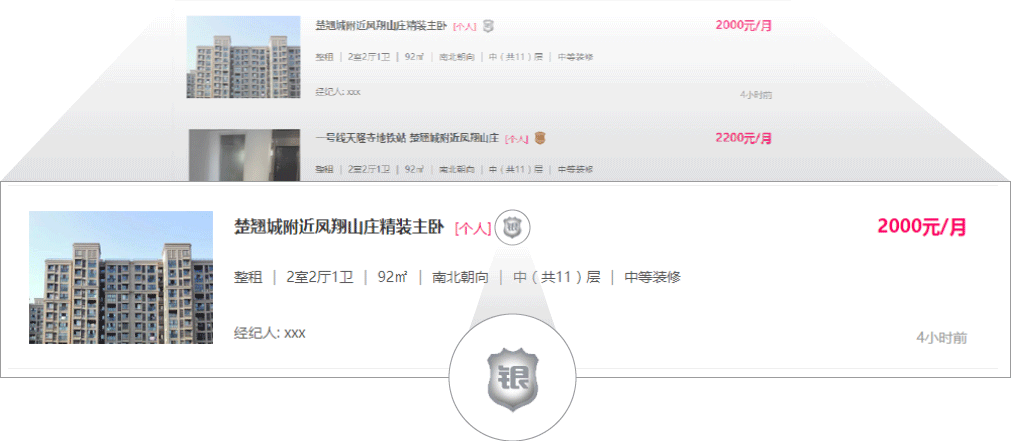 楚翘城附近凤翔山庄精装主卧 [个人] 2000元/月
整租 | 2室2厅1卫 | 92㎡ | 南北朝向 | 中（共11）层 | 中等装修
经纪人: xxx 4小时前
一号线天隆寺地铁站 楚翘城附近凤翔山庄 [个人] 2200元/月
整租 | 2室2厅1卫 | 92㎡ | 南北朝向 | 中（共11）层 | 中等装修
楚翘城附近凤翔山庄精装主卧 [个人] 银 2000元/月
整租 | 2室2厅1卫 | 92㎡ | 南北朝向 | 中（共11）层 | 中等装修
经纪人: xxx 4小时前
银